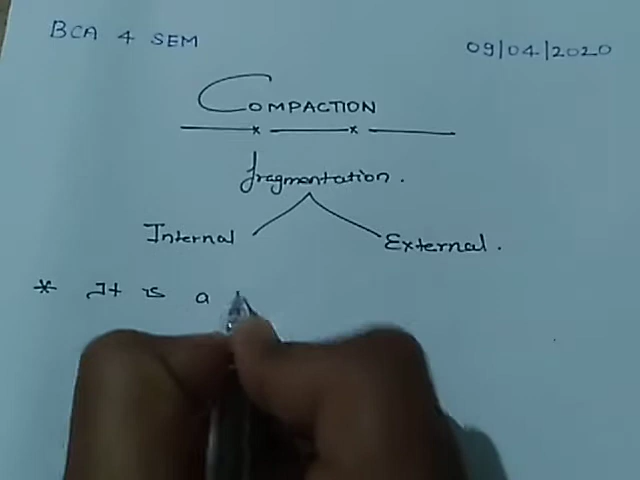 BCA 4 SEM
09/04/2020
COMPACTION
fragmentation.
Internal
External.
* It is a